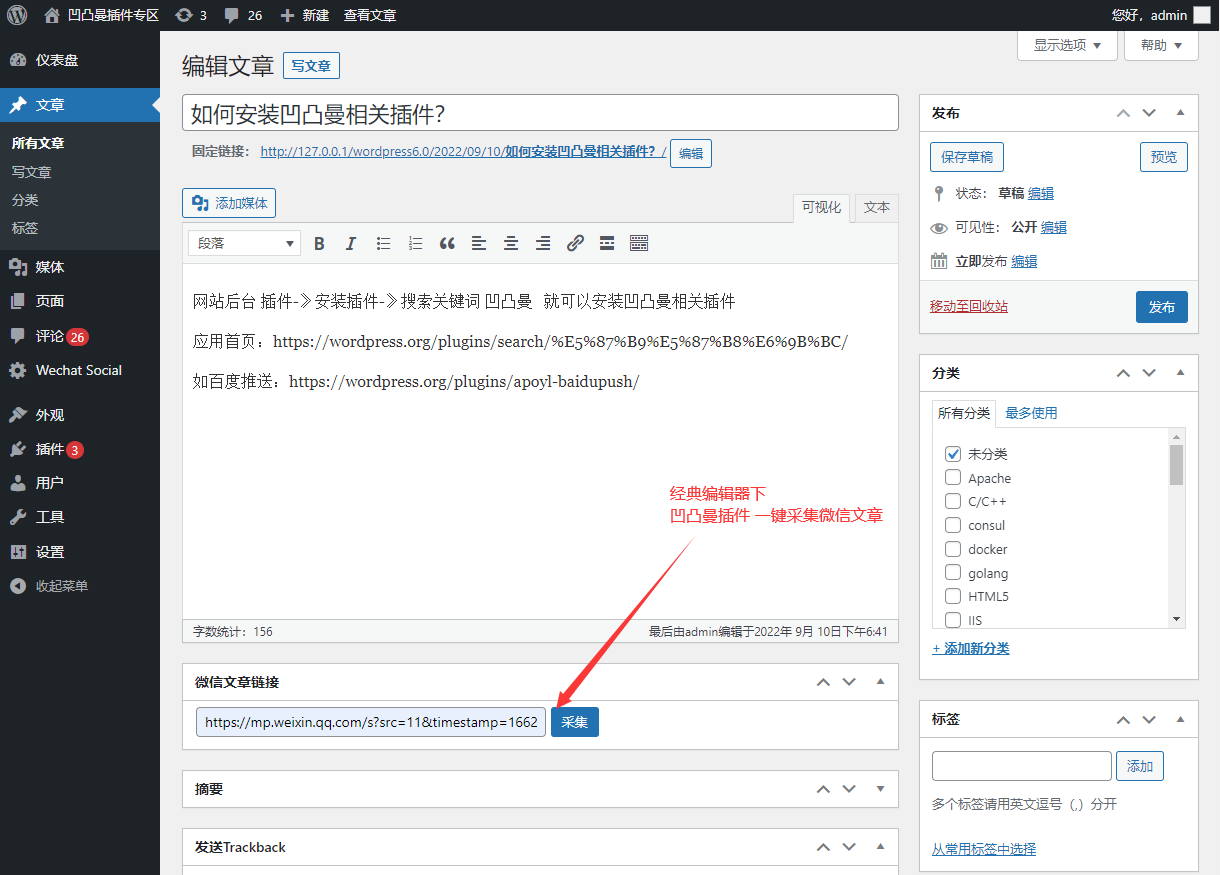 凹凸曼插件专区 3 26 新建 查看文章 您好，admin
仪表盘
文章
所有文章
写文章
分类
标签
媒体
页面
评论 26
Wechat Social
外观
插件 3
用户
工具
设置
收起菜单
显示选项 帮助
编辑文章 写文章
如何安装凹凸曼相关插件?
固定链接： http://127.0.0.1/wordpress6.0/2022/09/10/如何安装凹凸曼相关插件？/ 编辑
添加媒体
可视化 文本
段落
网站后台 插件->安装插件->搜索关键词 凹凸曼 就可以安装凹凸曼相关插件
应用首页：https://wordpress.org/plugins/search/%E5%87%B9%E5%87%B8%E6%9B%BC/
如百度推送：https://wordpress.org/plugins/apoyl-baidupush/
经典编辑器下
凹凸曼插件 一键采集微信文章
字数统计：156 最后由admin编辑于2022年 9月 10日下午6:41
微信文章链接
https://mp.weixin.qq.com/s?src=11&timestamp=1662 采集
摘要
发送Trackback
发布
保存草稿 预览
状态： 草稿 编辑
可见性： 公开 编辑
立即发布 编辑
移动至回收站 发布
分类
所有分类 最多使用
未分类
Apache
C/C++
consul
docker
golang
HTML5
IIS
+ 添加新分类
标签
添加
多个标签请用英文逗号（,）分开
从常用标签中选择